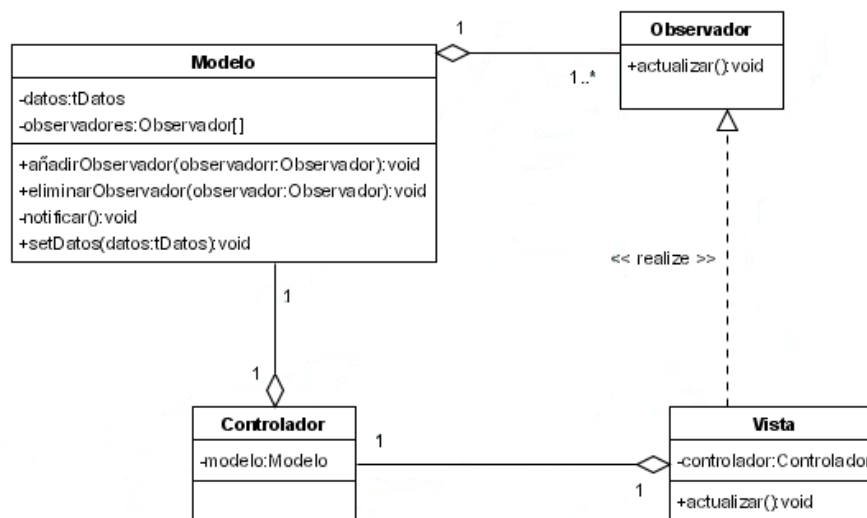 Modelo
-datos:tDatos
-observadores:Observador[]
+añadirObservador(observadorr:Observador):void
+eliminarObservador(observador:Observador):void
-notificar():void
+setDatos(datos:tDatos):void
1
1..*
Observador
+actualizar():void
<< realize >>
1
1
Controlador
-modelo:Modelo
1
1
Vista
-controlador:Controlador
+actualizar():void